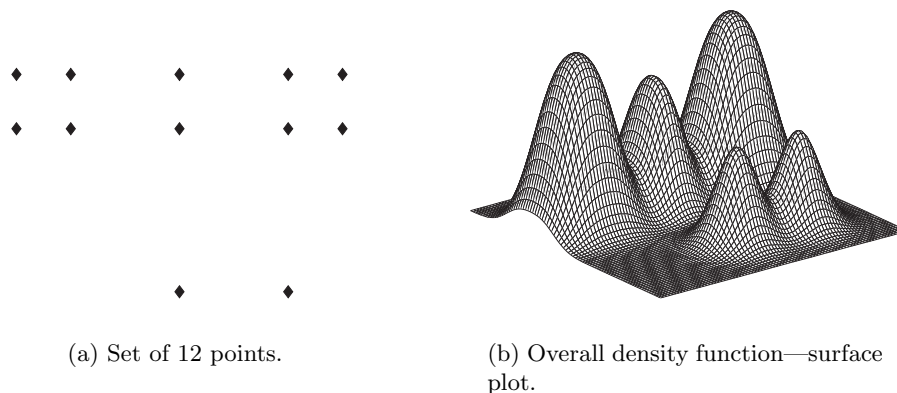 (a) Set of 12 points.
(b) Overall density function—surface
plot.